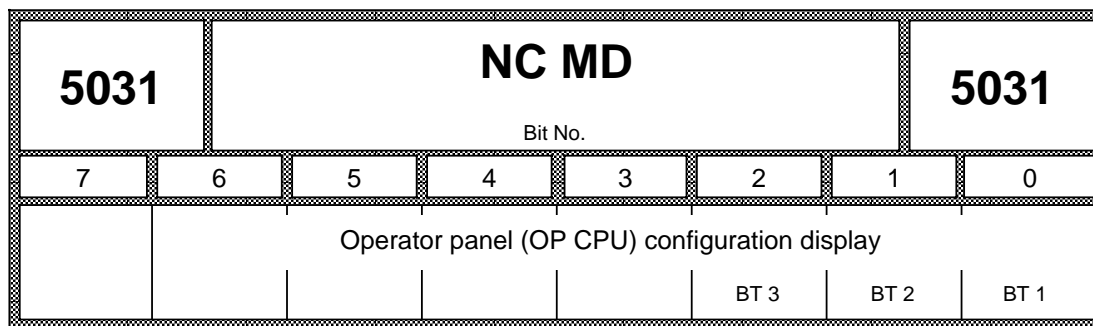 5031 NC MD 5031
Bit No.
7 6 5 4 3 2 1 0
Operator panel (OP CPU) configuration display
BT 3 BT 2 BT 1